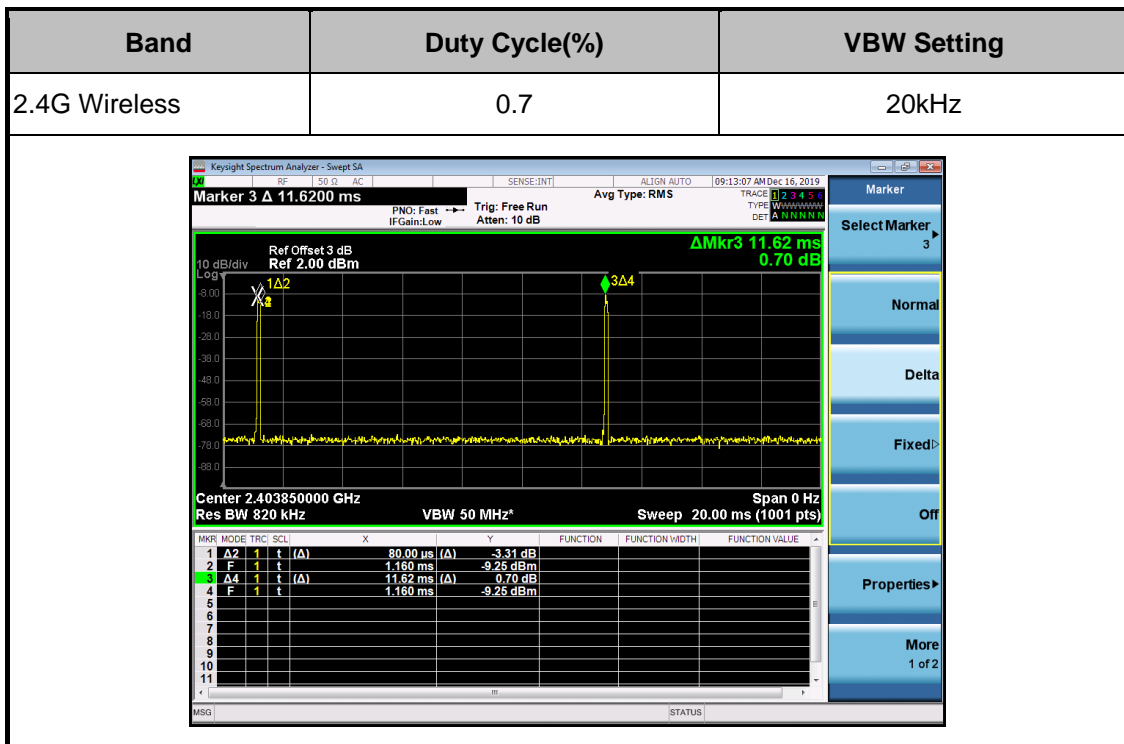 Band Duty Cycle(%) VBW Setting
2.4G Wireless 0.7 20kHz
Keysight Spectrum Analyzer - Swept SA
LXI RF 50 Ω AC SENSE:INT ALIGN AUTO 09:13:07 AM Dec 16, 2019
Marker 3 Δ 11.6200 ms
PNO: Fast
IFGain:Low
Trig: Free Run
Atten: 10 dB
Avg Type: RMS
TRACE 1 2 3 4 5 6
TYPE W
DET A N N N N N
Ref Offset 3 dB
10 dB/div Ref 2.00 dBm
ΔMkr3 11.62 ms
0.70 dB
Log
1Δ2
3Δ4
-8.00
-18.0
-28.0
-38.0
-48.0
-58.0
-68.0
-78.0
-88.0
Center 2.403850000 GHz Span 0 Hz
Res BW 820 kHz VBW 50 MHz* Sweep 20.00 ms (1001 pts)
MKR MODE TRC SCL X Y FUNCTION FUNCTION WIDTH FUNCTION VALUE
1 Δ2 1 t (Δ) 80.00 µs (Δ) -3.31 dB
2 F 1 t 1.160 ms -9.25 dBm
3 Δ4 1 t (Δ) 11.62 ms (Δ) 0.70 dB
4 F 1 t 1.160 ms -9.25 dBm
5
6
7
8
9
10
11
MSG STATUS
Marker
Select Marker
3
Normal
Delta
Fixed
Off
Properties
More
1 of 2